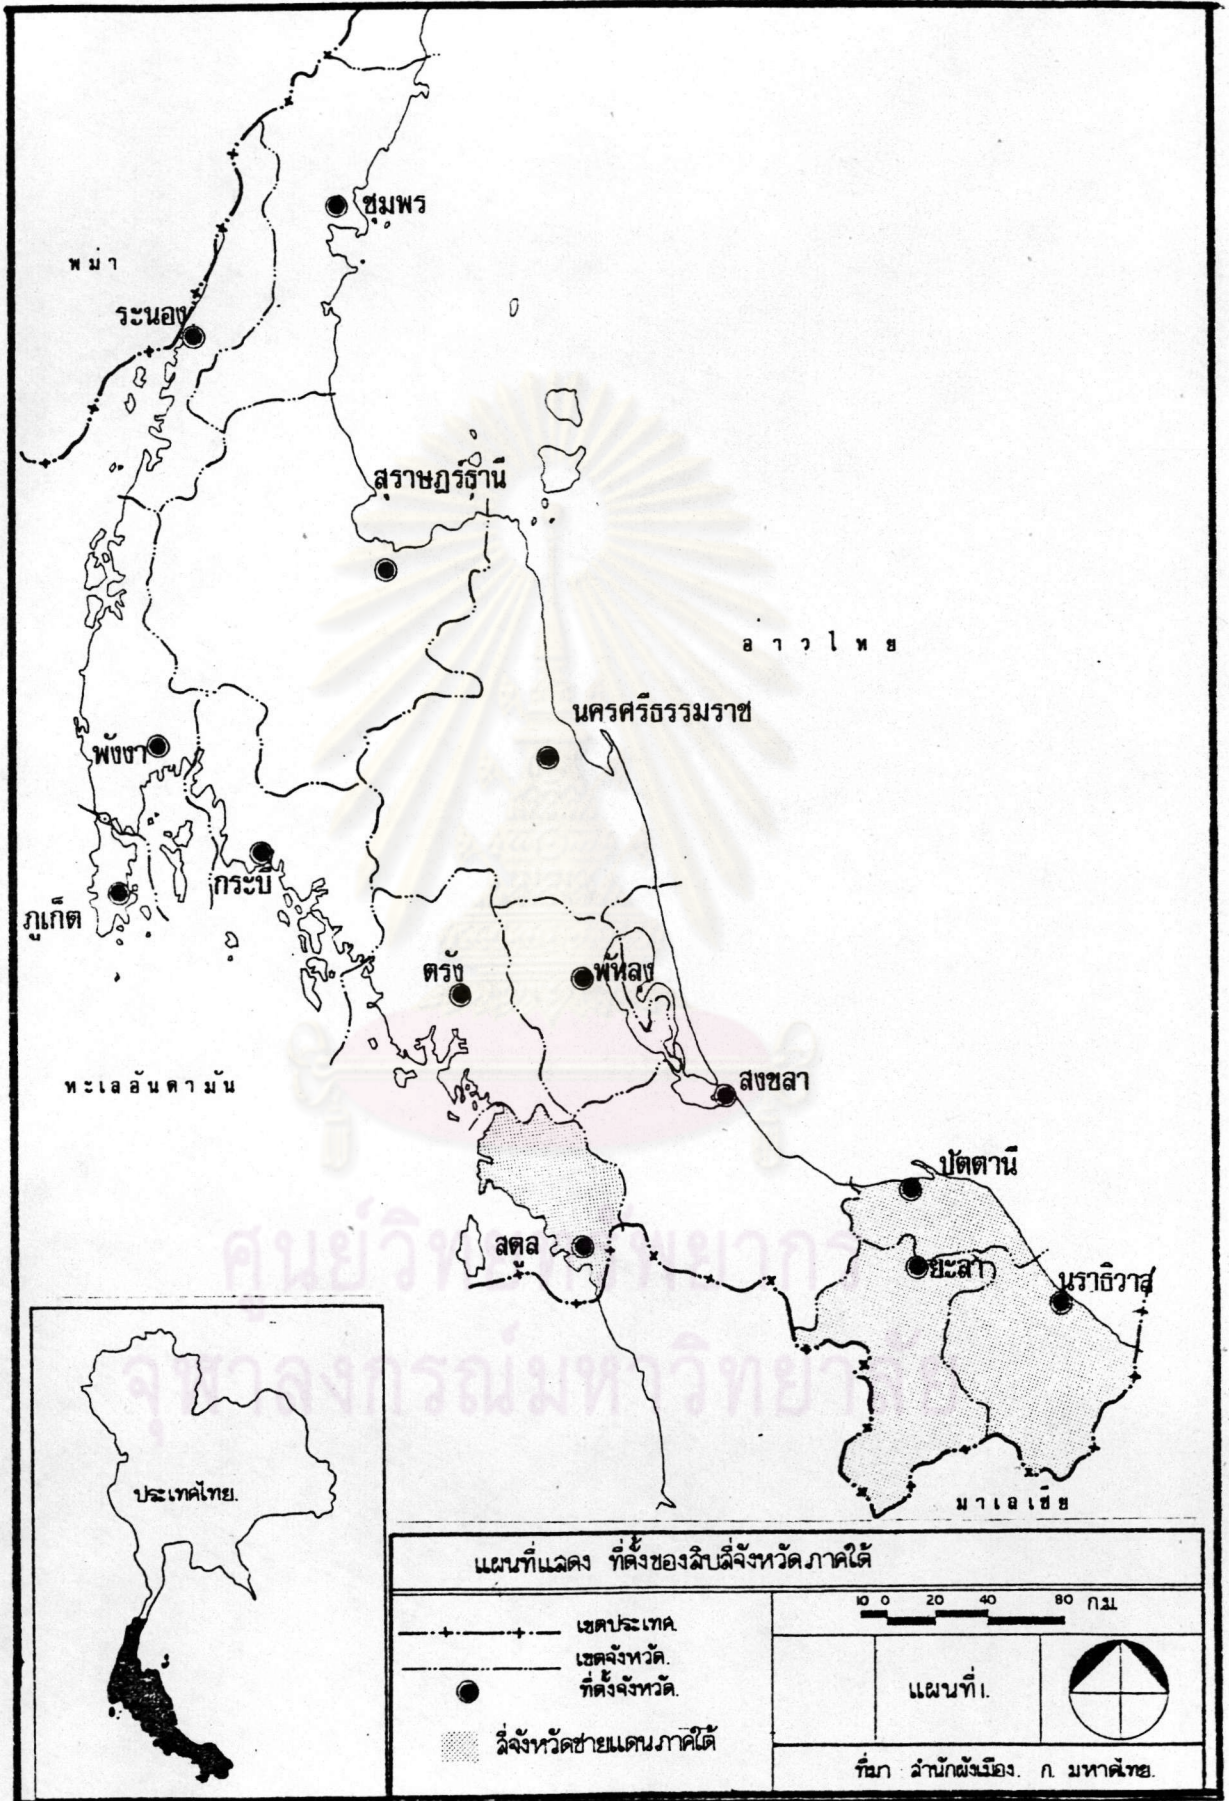 ชุมพร
พม่า
ระนอง
สุราษฎร์ธานี
อ่าวไทย
นครศรีธรรมราช
พังงา
กระบี่
ภูเก็ต
ตรัง
พัทลุง
สงขลา
ทะเลอันดามัน
ปัตตานี
สตูล
ยะลา
นราธิวาส
ศูนย์วิทยทรัพยากร
จุฬาลงกรณ์มหาวิทยาลัย
ประเทศไทย.
มาเลเซีย
แผนที่แสดง ที่ตั้งของสิบสี่จังหวัดภาคใต้
เขตประเทศ.
เขตจังหวัด.
ที่ตั้งจังหวัด.
สี่จังหวัดชายแดนภาคใต้
10 0 20 40 80 ก.ม.
แผนที่1.
ที่มา สำนักผังเมือง. ก. มหาดไทย.